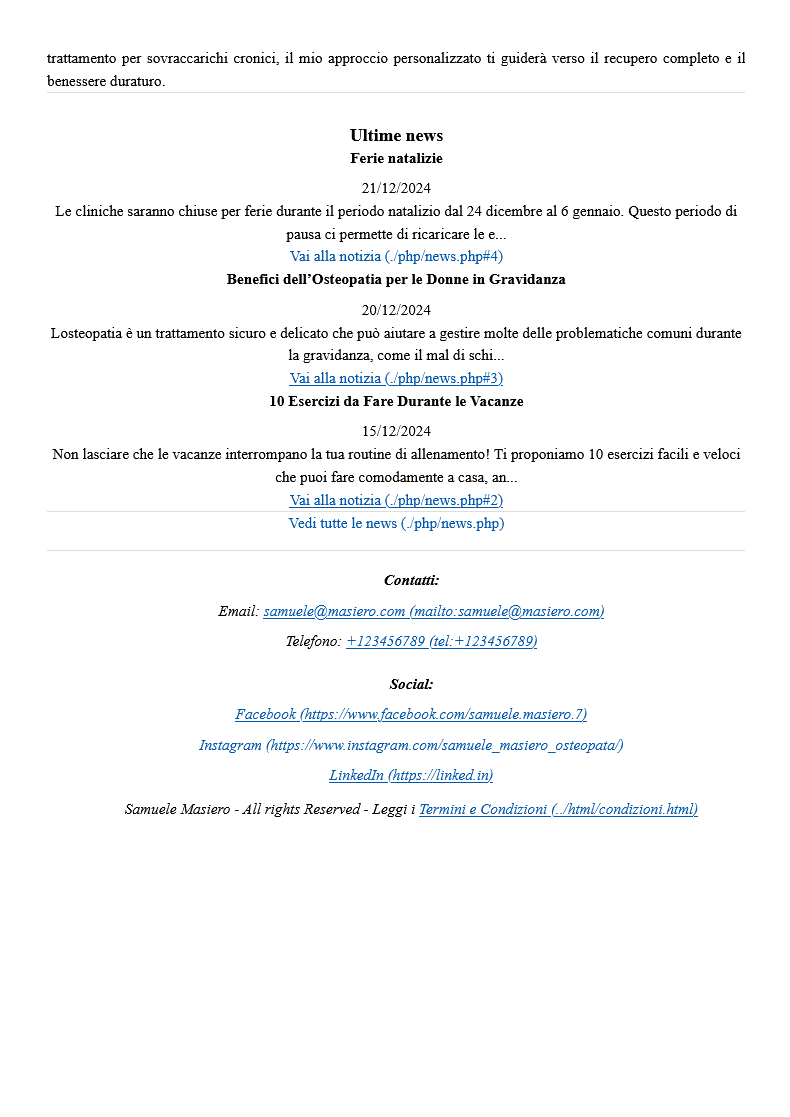 trattamento per sovraccarichi cronici, il mio approccio personalizzato ti guiderà verso il recupero completo e il
benessere duraturo.
Ultime news
Ferie natalizie
21/12/2024
Le cliniche saranno chiuse per ferie durante il periodo natalizio dal 24 dicembre al 6 gennaio. Questo periodo di
pausa ci permette di ricaricare le e...
Vai alla notizia (./php/news.php#4)
Benefici dell’Osteopatia per le Donne in Gravidanza
20/12/2024
Losteopatia è un trattamento sicuro e delicato che può aiutare a gestire molte delle problematiche comuni durante
la gravidanza, come il mal di schi...
Vai alla notizia (./php/news.php#3)
10 Esercizi da Fare Durante le Vacanze
15/12/2024
Non lasciare che le vacanze interrompano la tua routine di allenamento! Ti proponiamo 10 esercizi facili e veloci
che puoi fare comodamente a casa, an...
Vai alla notizia (./php/news.php#2)
Vedi tutte le news (./php/news.php)
Contatti:
Email: samuele@masiero.com (mailto:samuele@masiero.com)
Telefono: +123456789 (tel:+123456789)
Social:
Facebook (https://www.facebook.com/samuele.masiero.7)
Instagram (https://www.instagram.com/samuele_masiero_osteopata/)
LinkedIn (https://linked.in)
Samuele Masiero - All rights Reserved - Leggi i Termini e Condizioni (../html/condizioni.html)